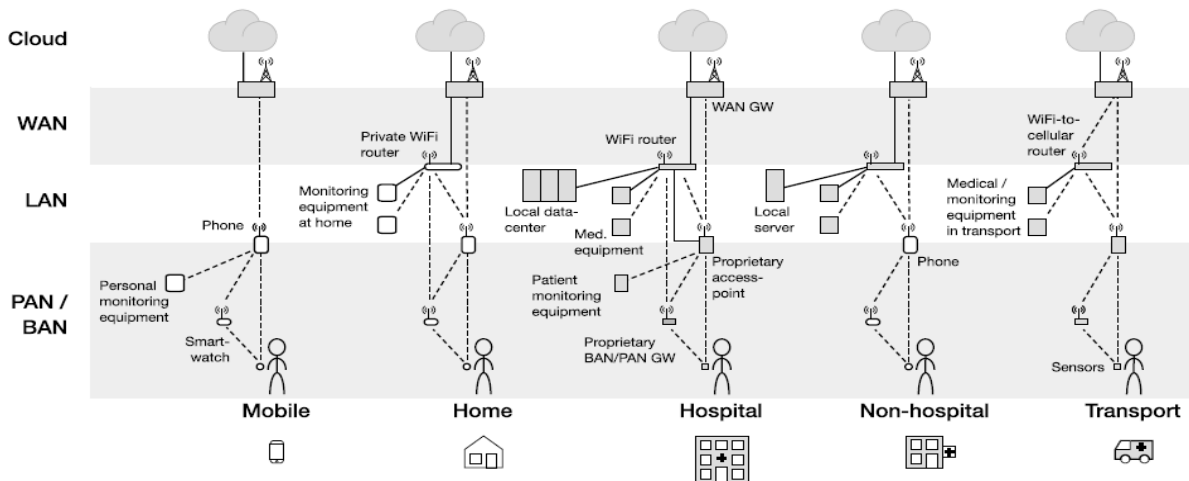 Cloud
WAN
LAN
PAN /
BAN
Phone
Personal
monitoring
equipment
Smart-
watch
Private WiFi
router
Monitoring
equipment
at home
WAN GW
WiFi router
Local data-
center
Med.
equipment
Patient
monitoring
equipment
Proprietary
access-
point
Proprietary
BAN/PAN GW
Local
server
Phone
WiFi-to-
cellular
router
Medical /
monitoring
equipment
in transport
Sensors
Mobile
Home
Hospital
Non-hospital
Transport